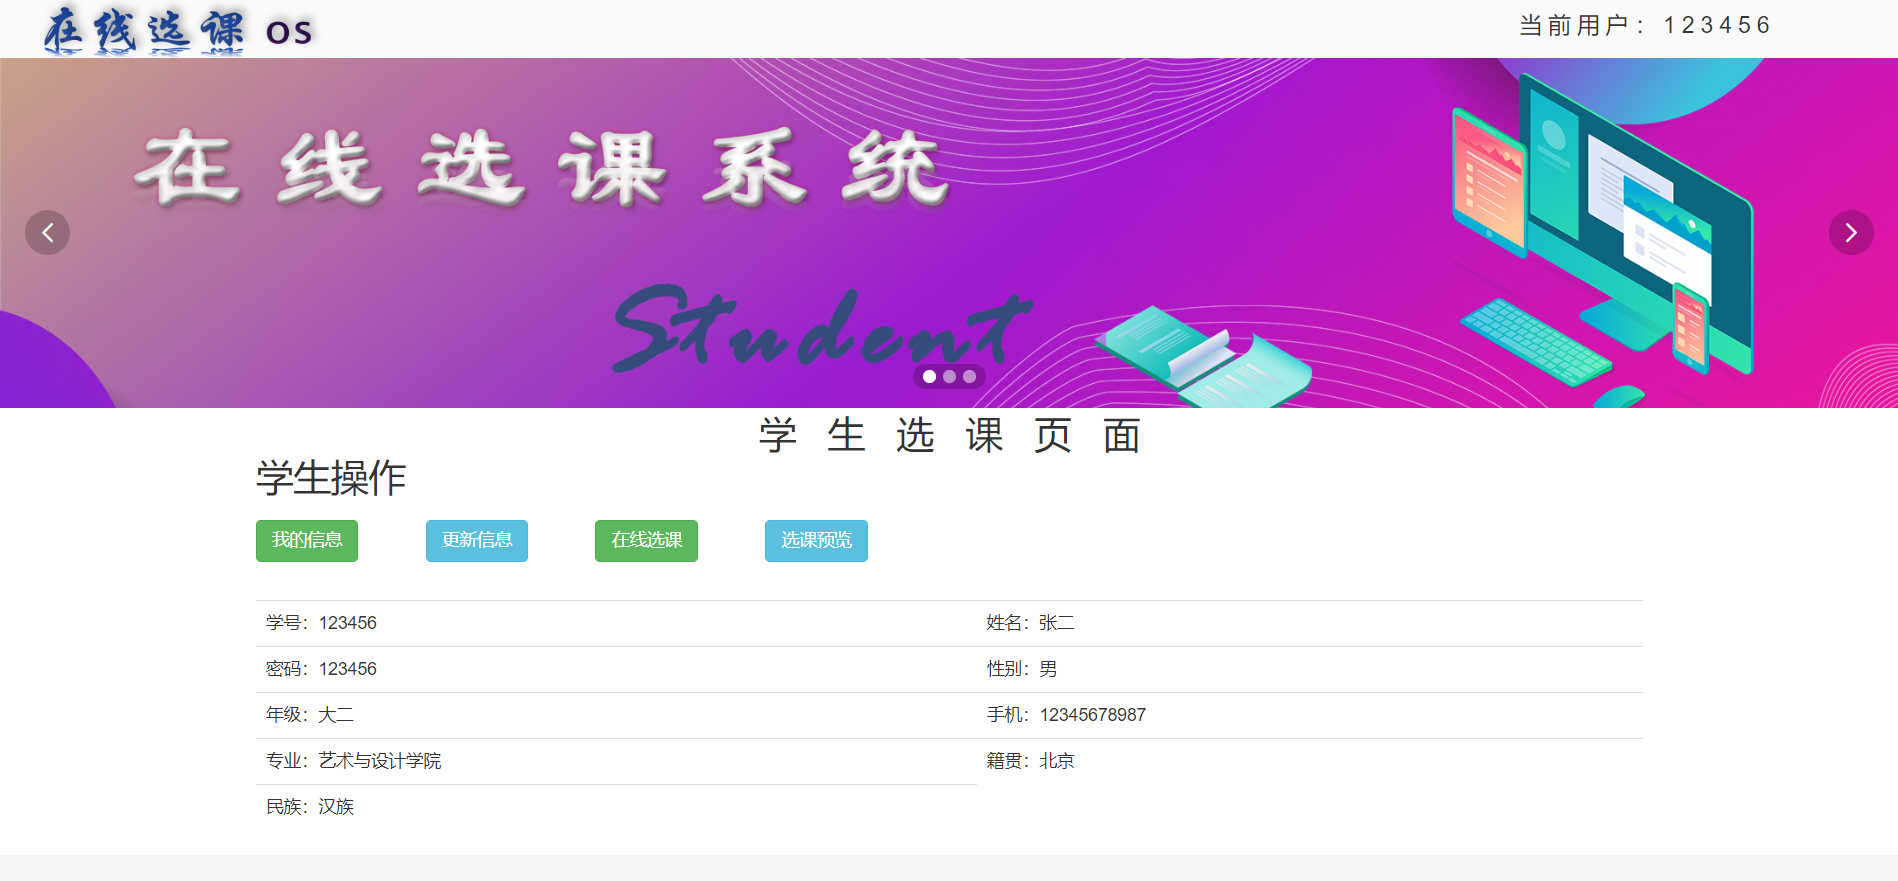 在线选课 OS
当前用户：123456
在线选课系统
Student
学生选课页面
学生操作
我的信息 更新信息 在线选课 选课预览
学号：123456 姓名：张二
密码：123456 性别：男
年级：大二 手机：12345678987
专业：艺术与设计学院 籍贯：北京
民族：汉族